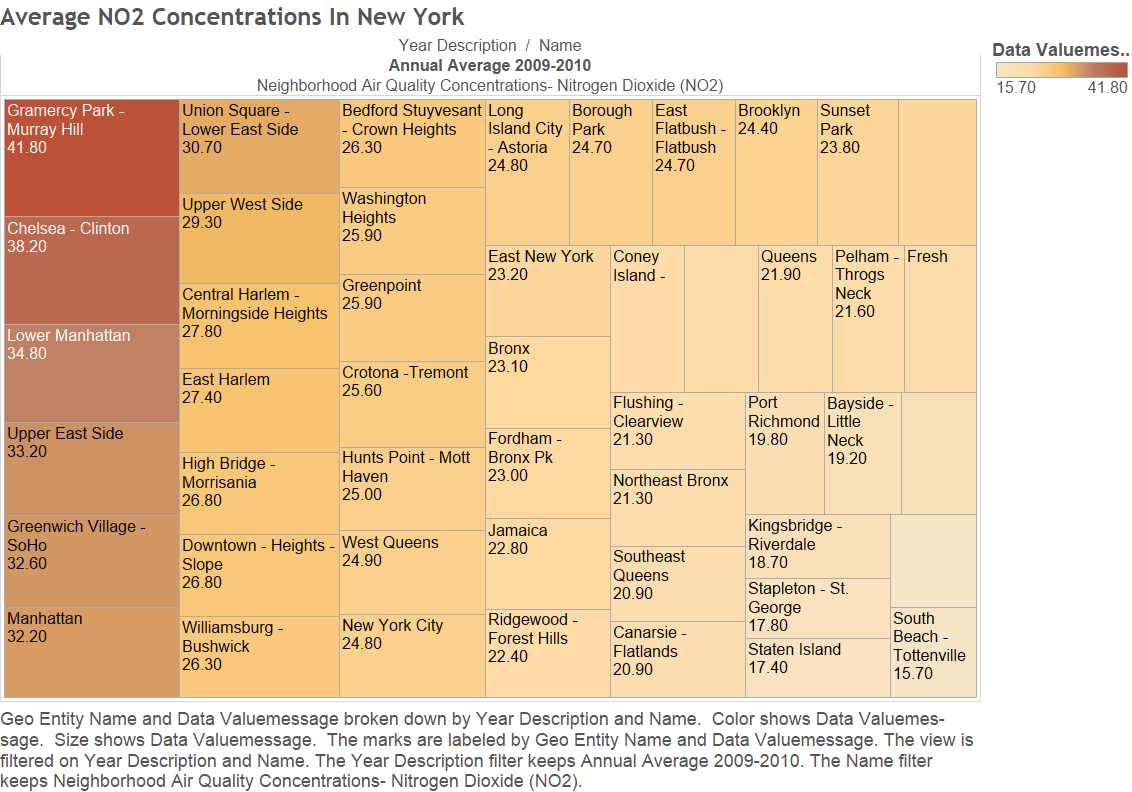 Average NO2 Concentrations In New York
Year Description / Name
Annual Average 2009-2010
Neighborhood Air Quality Concentrations- Nitrogen Dioxide (NO2)
Data Valuemes..
15.70 41.80
Gramercy Park -
Murray Hill
41.80
Chelsea - Clinton
38.20
Lower Manhattan
34.80
Upper East Side
33.20
Greenwich Village -
SoHo
32.60
Manhattan
32.20
Union Square -
Lower East Side
30.70
Upper West Side
29.30
Central Harlem -
Morningside Heights
27.80
East Harlem
27.40
High Bridge -
Morrisania
26.80
Downtown - Heights -
Slope
26.80
Williamsburg -
Bushwick
26.30
Bedford Stuyvesant
- Crown Heights
26.30
Washington
Heights
25.90
Greenpoint
25.90
Crotona -Tremont
25.60
Hunts Point - Mott
Haven
25.00
West Queens
24.90
New York City
24.80
Long
Island City
- Astoria
24.80
Borough
Park
24.70
East
Flatbush -
Flatbush
24.70
Brooklyn
24.40
Sunset
Park
23.80
East New York
23.20
Bronx
23.10
Fordham -
Bronx Pk
23.00
Jamaica
22.80
Ridgewood -
Forest Hills
22.40
Coney
Island -
Queens
21.90
Pelham -
Throgs
Neck
21.60
Fresh
Flushing -
Clearview
21.30
Northeast Bronx
21.30
Southeast
Queens
20.90
Canarsie -
Flatlands
20.90
Port
Richmond
19.80
Bayside -
Little
Neck
19.20
Kingsbridge -
Riverdale
18.70
Stapleton - St.
George
17.80
Staten Island
17.40
South
Beach -
Tottenville
15.70
Geo Entity Name and Data Valuemessage broken down by Year Description and Name.  Color shows Data Valuemes-
sage.  Size shows Data Valuemessage.  The marks are labeled by Geo Entity Name and Data Valuemessage. The view is
filtered on Year Description and Name. The Year Description filter keeps Annual Average 2009-2010. The Name filter
keeps Neighborhood Air Quality Concentrations- Nitrogen Dioxide (NO2).